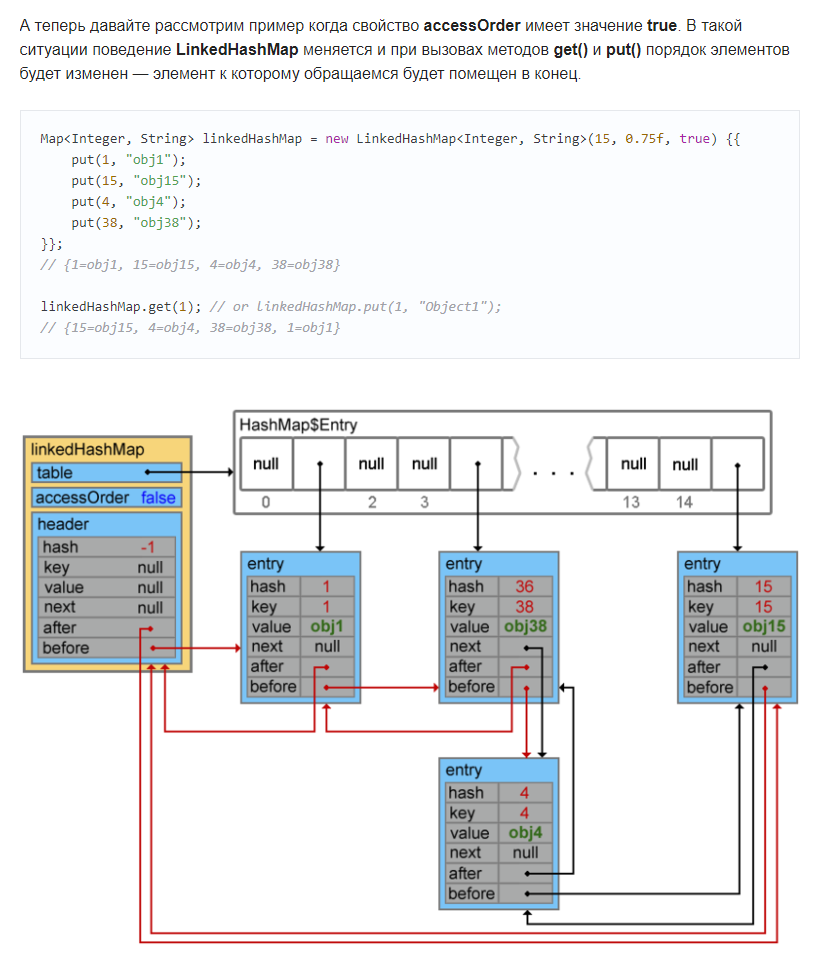 А теперь давайте рассмотрим пример когда свойство accessOrder имеет значение true. В такой
ситуации поведение LinkedHashMap меняется и при вызовах методов get() и put() порядок элементов
будет изменен — элемент к которому обращаемся будет помещен в конец.
Map<Integer, String> linkedHashMap = new LinkedHashMap<Integer, String>(15, 0.75f, true) {{
put(1, "obj1");
put(15, "obj15");
put(4, "obj4");
put(38, "obj38");
}};
// {1=obj1, 15=obj15, 4=obj4, 38=obj38}
linkedHashMap.get(1); // or linkedHashMap.put(1, "Object1");
// {15=obj15, 4=obj4, 38=obj38, 1=obj1}
linkedHashMap
table
accessOrder false
header
hash -1
key null
value null
next null
after
before
HashMap$Entry
null null null . . . null null
0 2 3 13 14
entry
hash 1
key 1
value obj1
next null
after
before
entry
hash 36
key 38
value obj38
next
after
before
entry
hash 15
key 15
value obj15
next null
after
before
entry
hash 4
key 4
value obj4
next null
after
before